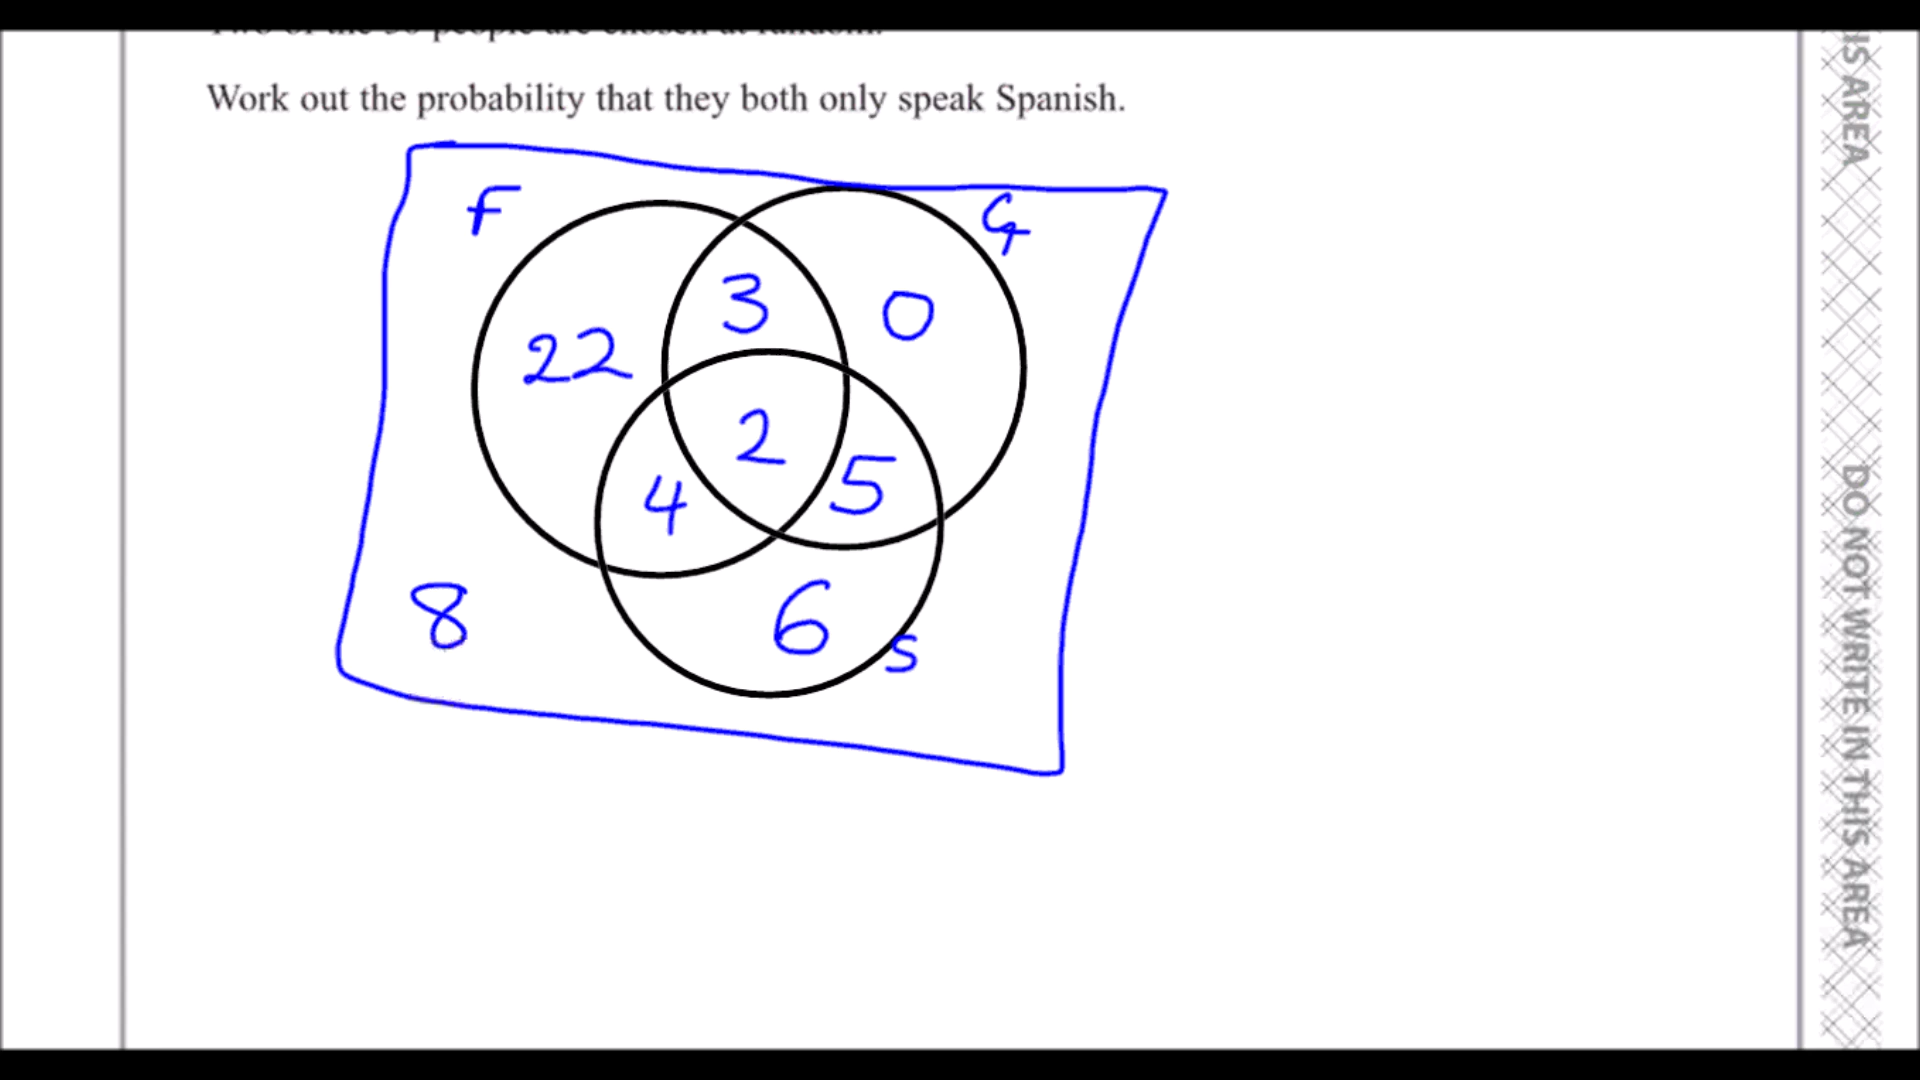 Work out the probability that they both only speak Spanish.
F
G
3
0
22
2
4
5
8
6
S
IS AREA
DO NOT WRITE IN THIS AREA